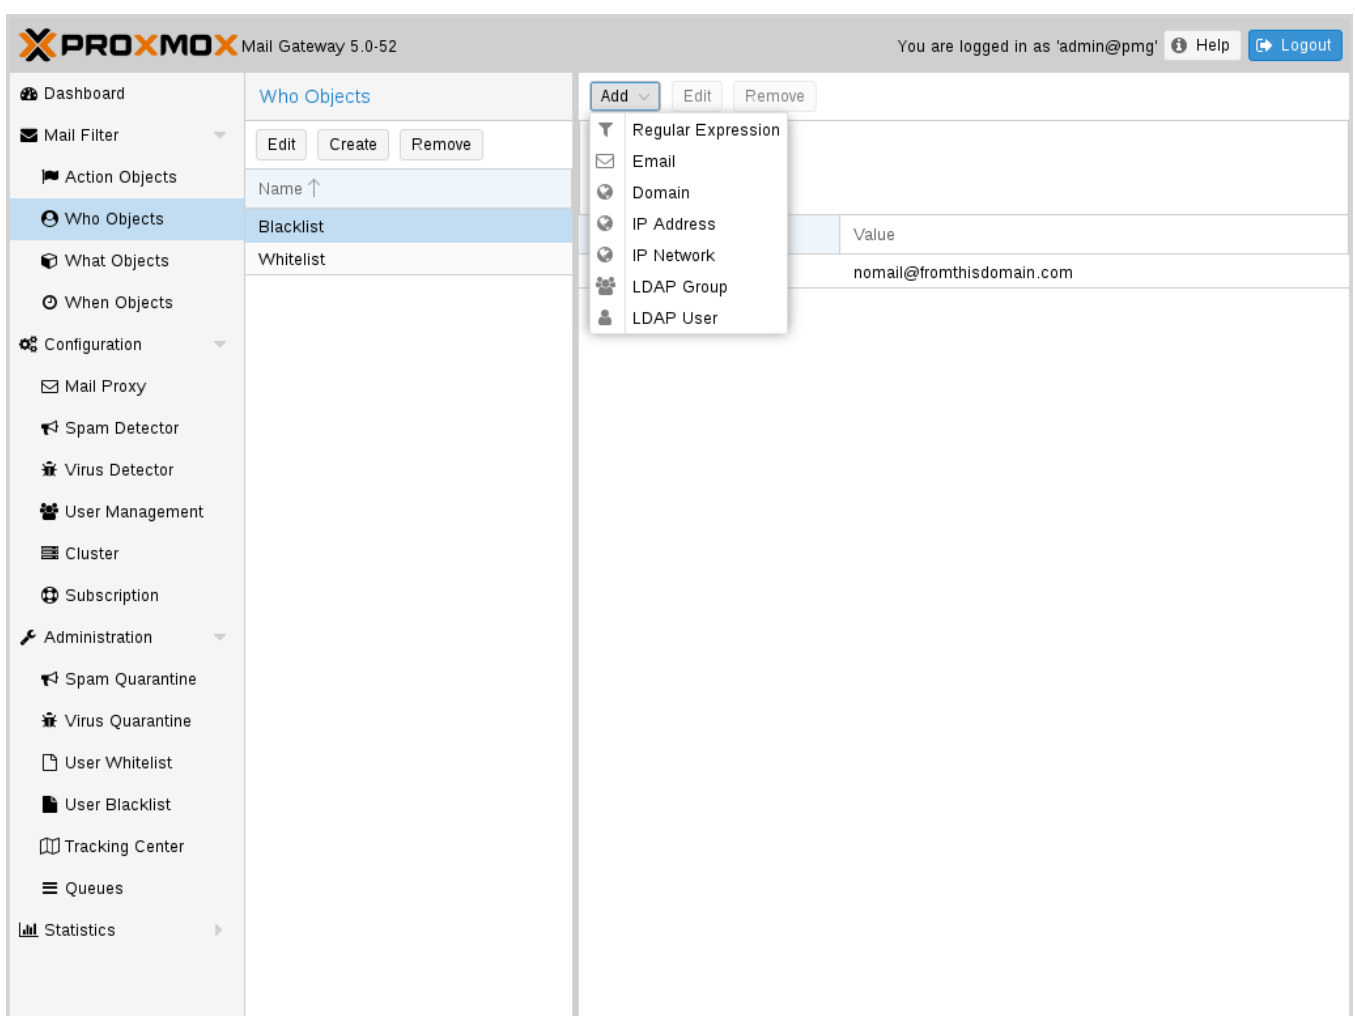 PROXMOX Mail Gateway 5.0-52
You are logged in as 'admin@pmg' Help Logout
Dashboard
Mail Filter
Action Objects
Who Objects
What Objects
When Objects
Configuration
Mail Proxy
Spam Detector
Virus Detector
User Management
Cluster
Subscription
Administration
Spam Quarantine
Virus Quarantine
User Whitelist
User Blacklist
Tracking Center
Queues
Statistics
Who Objects
Edit Create Remove
Name
Blacklist
Whitelist
Add Edit Remove
Regular Expression
Email
Domain
IP Address
IP Network
LDAP Group
LDAP User
Value
nomail@fromthisdomain.com